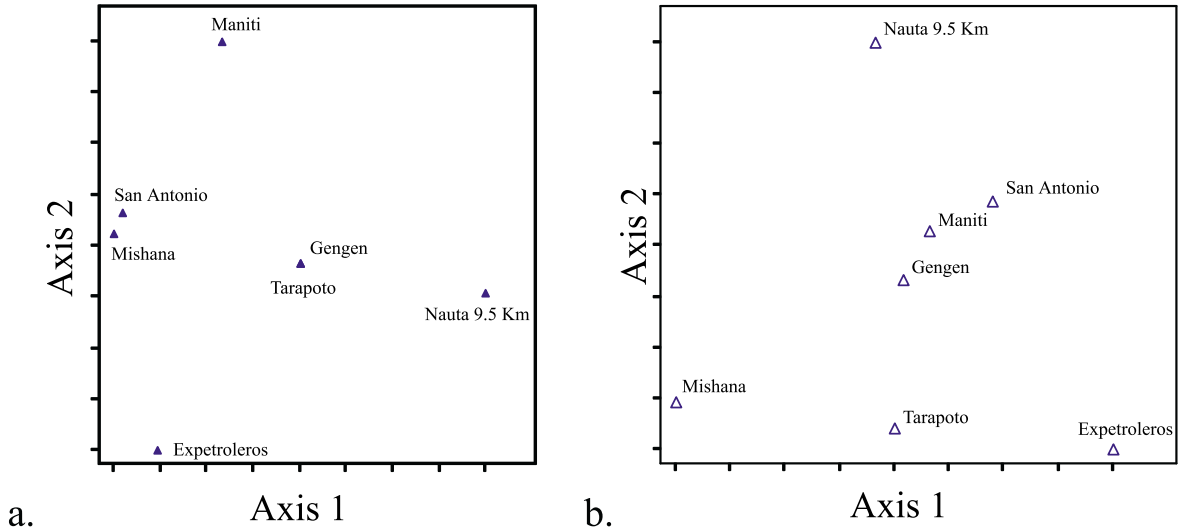 Maniti
San Antonio
Mishana
Gengen
Tarapoto
Nauta 9.5 Km
Expetroleros
Axis 2
Axis 1
a.
Nauta 9.5 Km
San Antonio
Maniti
Gengen
Mishana
Tarapoto
Expetroleros
Axis 2
Axis 1
b.